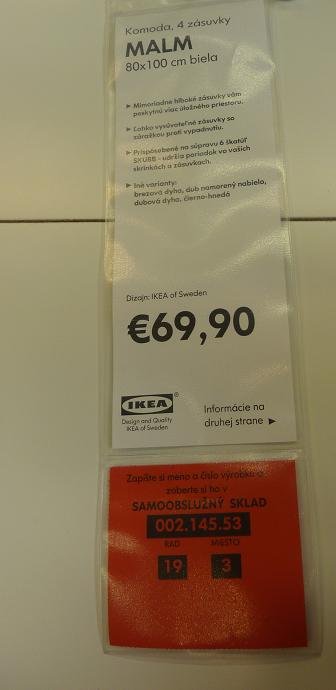 Komoda, 4 zásuvky
MALM
80x100 cm biela
▶ Mimoriadne hlboké zásuvky vám
poskytnú viac úložného priestoru.
▶ Ľahko vysúvateľné zásuvky so
zarážkou proti vypadnutiu.
▶ Prispôsobené na súpravu 6 škatúľ
SKUBB - udržia poriadok vo vašich
skrinkách a zásuvkách.
▶ Iné varianty:
brezová dyha, dub namorený nabielo,
dubová dyha, čierno-hnedá
Dizajn: IKEA of Sweden
€69,90
IKEA®
Design and Quality
IKEA of Sweden
Informácie na
druhej strane ▶
Zapíšte si meno a číslo výrobku a
zoberte si ho v
SAMOOBSLUŽNÝ SKLAD
002.145.53
RAD MIESTO
19 3